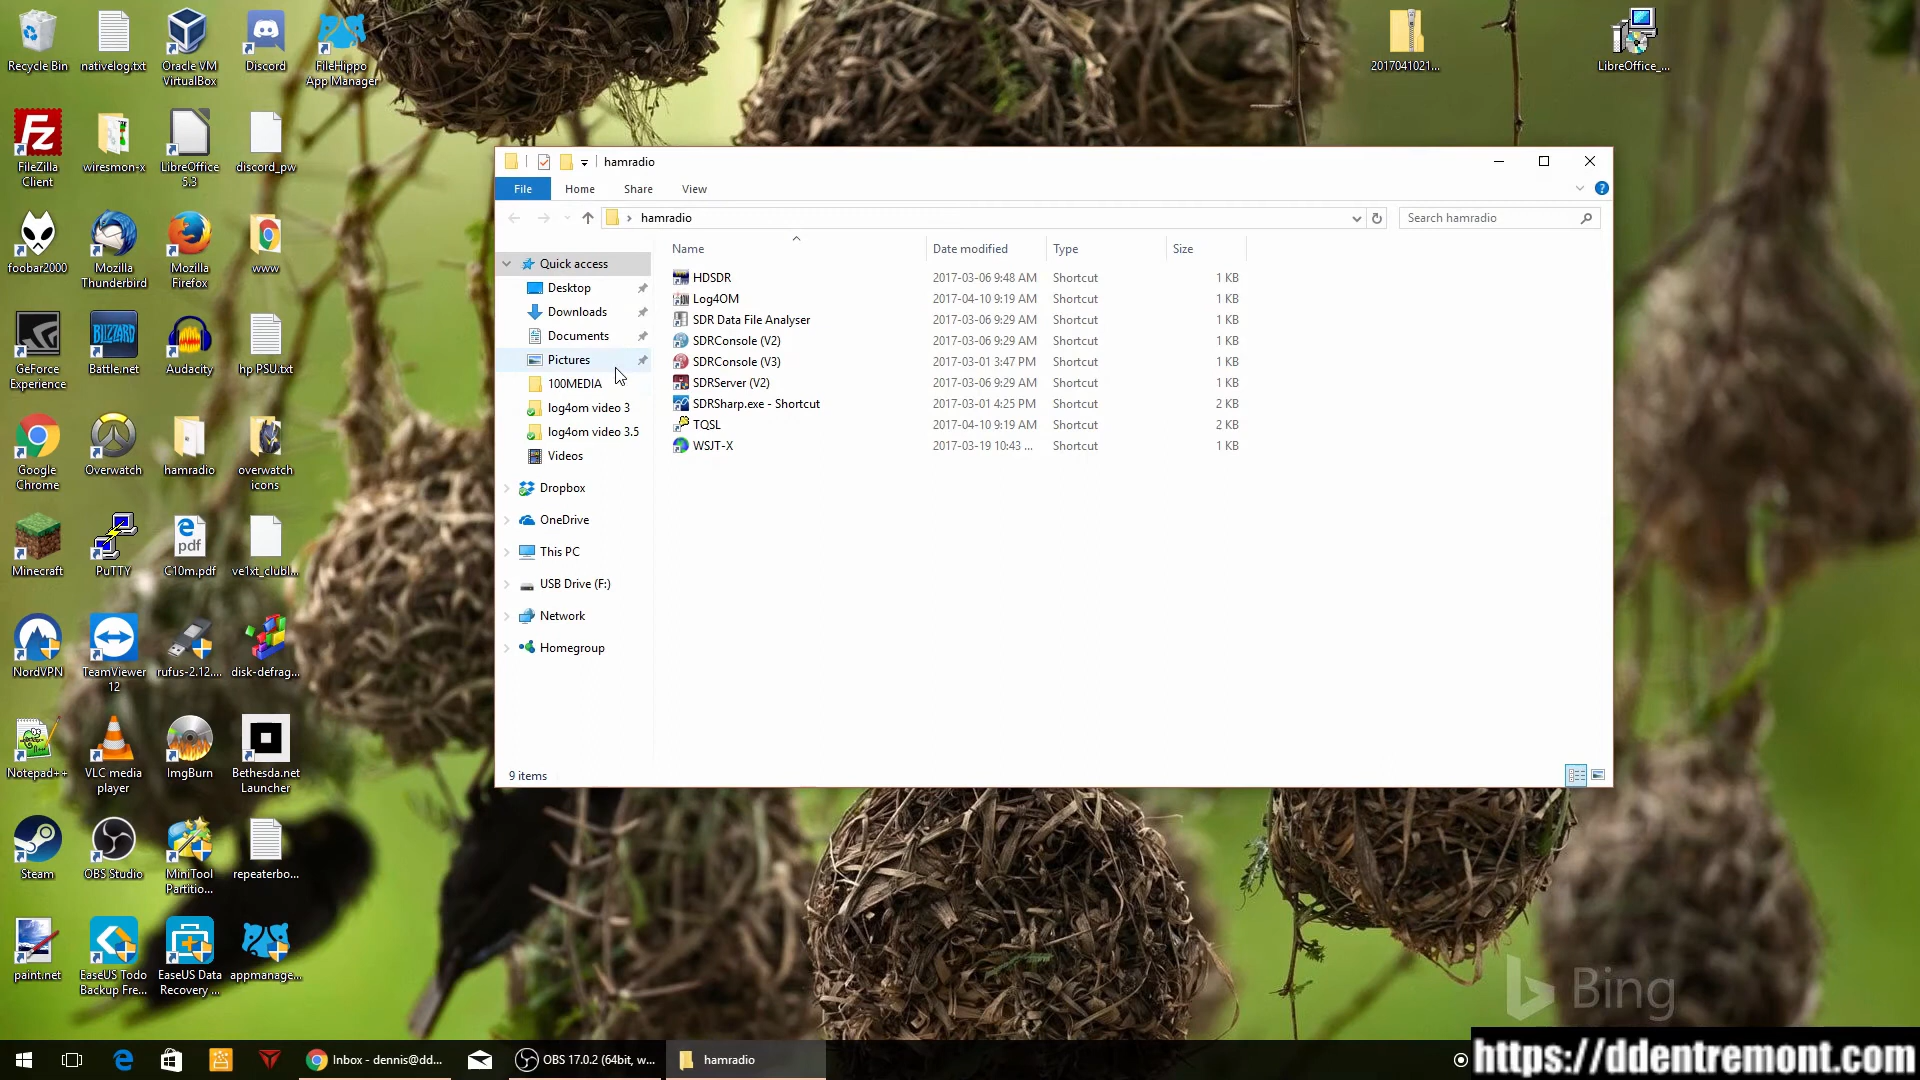 Recycle Bin
nativelog.txt
Oracle VM
VirtualBox
Discord
FileHippo
App Manager
2017041021...
LibreOffice_...
FileZilla
Client
wiresmon-x
LibreOffice
5.3
discord_pw
foobar2000
Mozilla
Thunderbird
Mozilla
Firefox
www
GeForce
Experience
BLIZZARD
Battle.net
Audacity
hp PSU.txt
Google
Chrome
Overwatch
hamradio
overwatch
icons
Minecraft
PuTTY
pdf
C10m.pdf
ve1xt_clubl...
NordVPN
TeamViewer
12
rufus-2.12....
disk-defrag...
Notepad++
VLC media
player
ImgBurn
Bethesda.net
Launcher
Steam
OBS Studio
MiniTool
Partitio...
repeaterbo...
paint.net
EaseUS Todo
Backup Fre...
EaseUS Data
Recovery ...
appmanage...
hamradio
File
Home
Share
View
hamradio
Search hamradio
Name
Date modified
Type
Size
Quick access
Desktop
Downloads
Documents
Pictures
100MEDIA
log4om video 3
log4om video 3.5
Videos
Dropbox
OneDrive
This PC
USB Drive (F:)
Network
Homegroup
HDSDR 2017-03-06 9:48 AM Shortcut 1 KB
Log4OM 2017-04-10 9:19 AM Shortcut 1 KB
SDR Data File Analyser 2017-03-06 9:29 AM Shortcut 1 KB
SDRConsole (V2) 2017-03-06 9:29 AM Shortcut 1 KB
SDRConsole (V3) 2017-03-01 3:47 PM Shortcut 1 KB
SDRServer (V2) 2017-03-06 9:29 AM Shortcut 1 KB
SDRSharp.exe - Shortcut 2017-03-01 4:25 PM Shortcut 2 KB
TQSL 2017-04-10 9:19 AM Shortcut 2 KB
WSJT-X 2017-03-19 10:43 ... Shortcut 1 KB
9 items
Bing
Inbox - dennis@dd...
OBS 17.0.2 (64bit, w...
hamradio
https://ddentremont.com